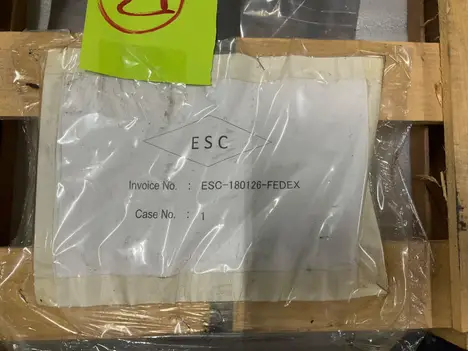 ESC
Invoice No. : ESC-180126-FEDEX
Case No. : 1